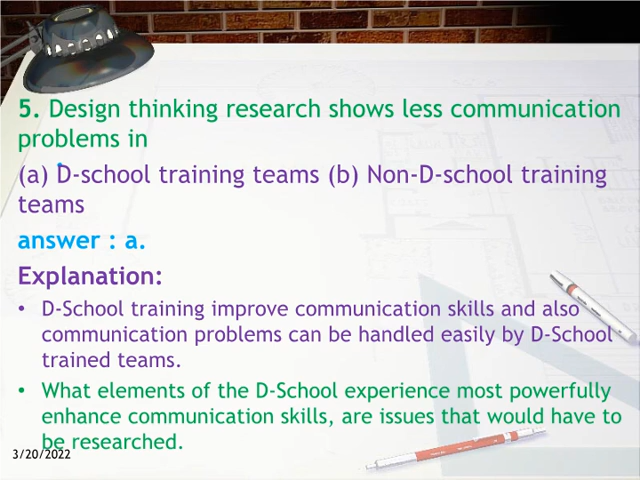 5. Design thinking research shows less communication
problems in
(a) D-school training teams (b) Non-D-school training
teams
answer : a.
Explanation:
• D-School training improve communication skills and also
communication problems can be handled easily by D-School
trained teams.
• What elements of the D-School experience most powerfully
enhance communication skills, are issues that would have to
be researched.
3/20/2022